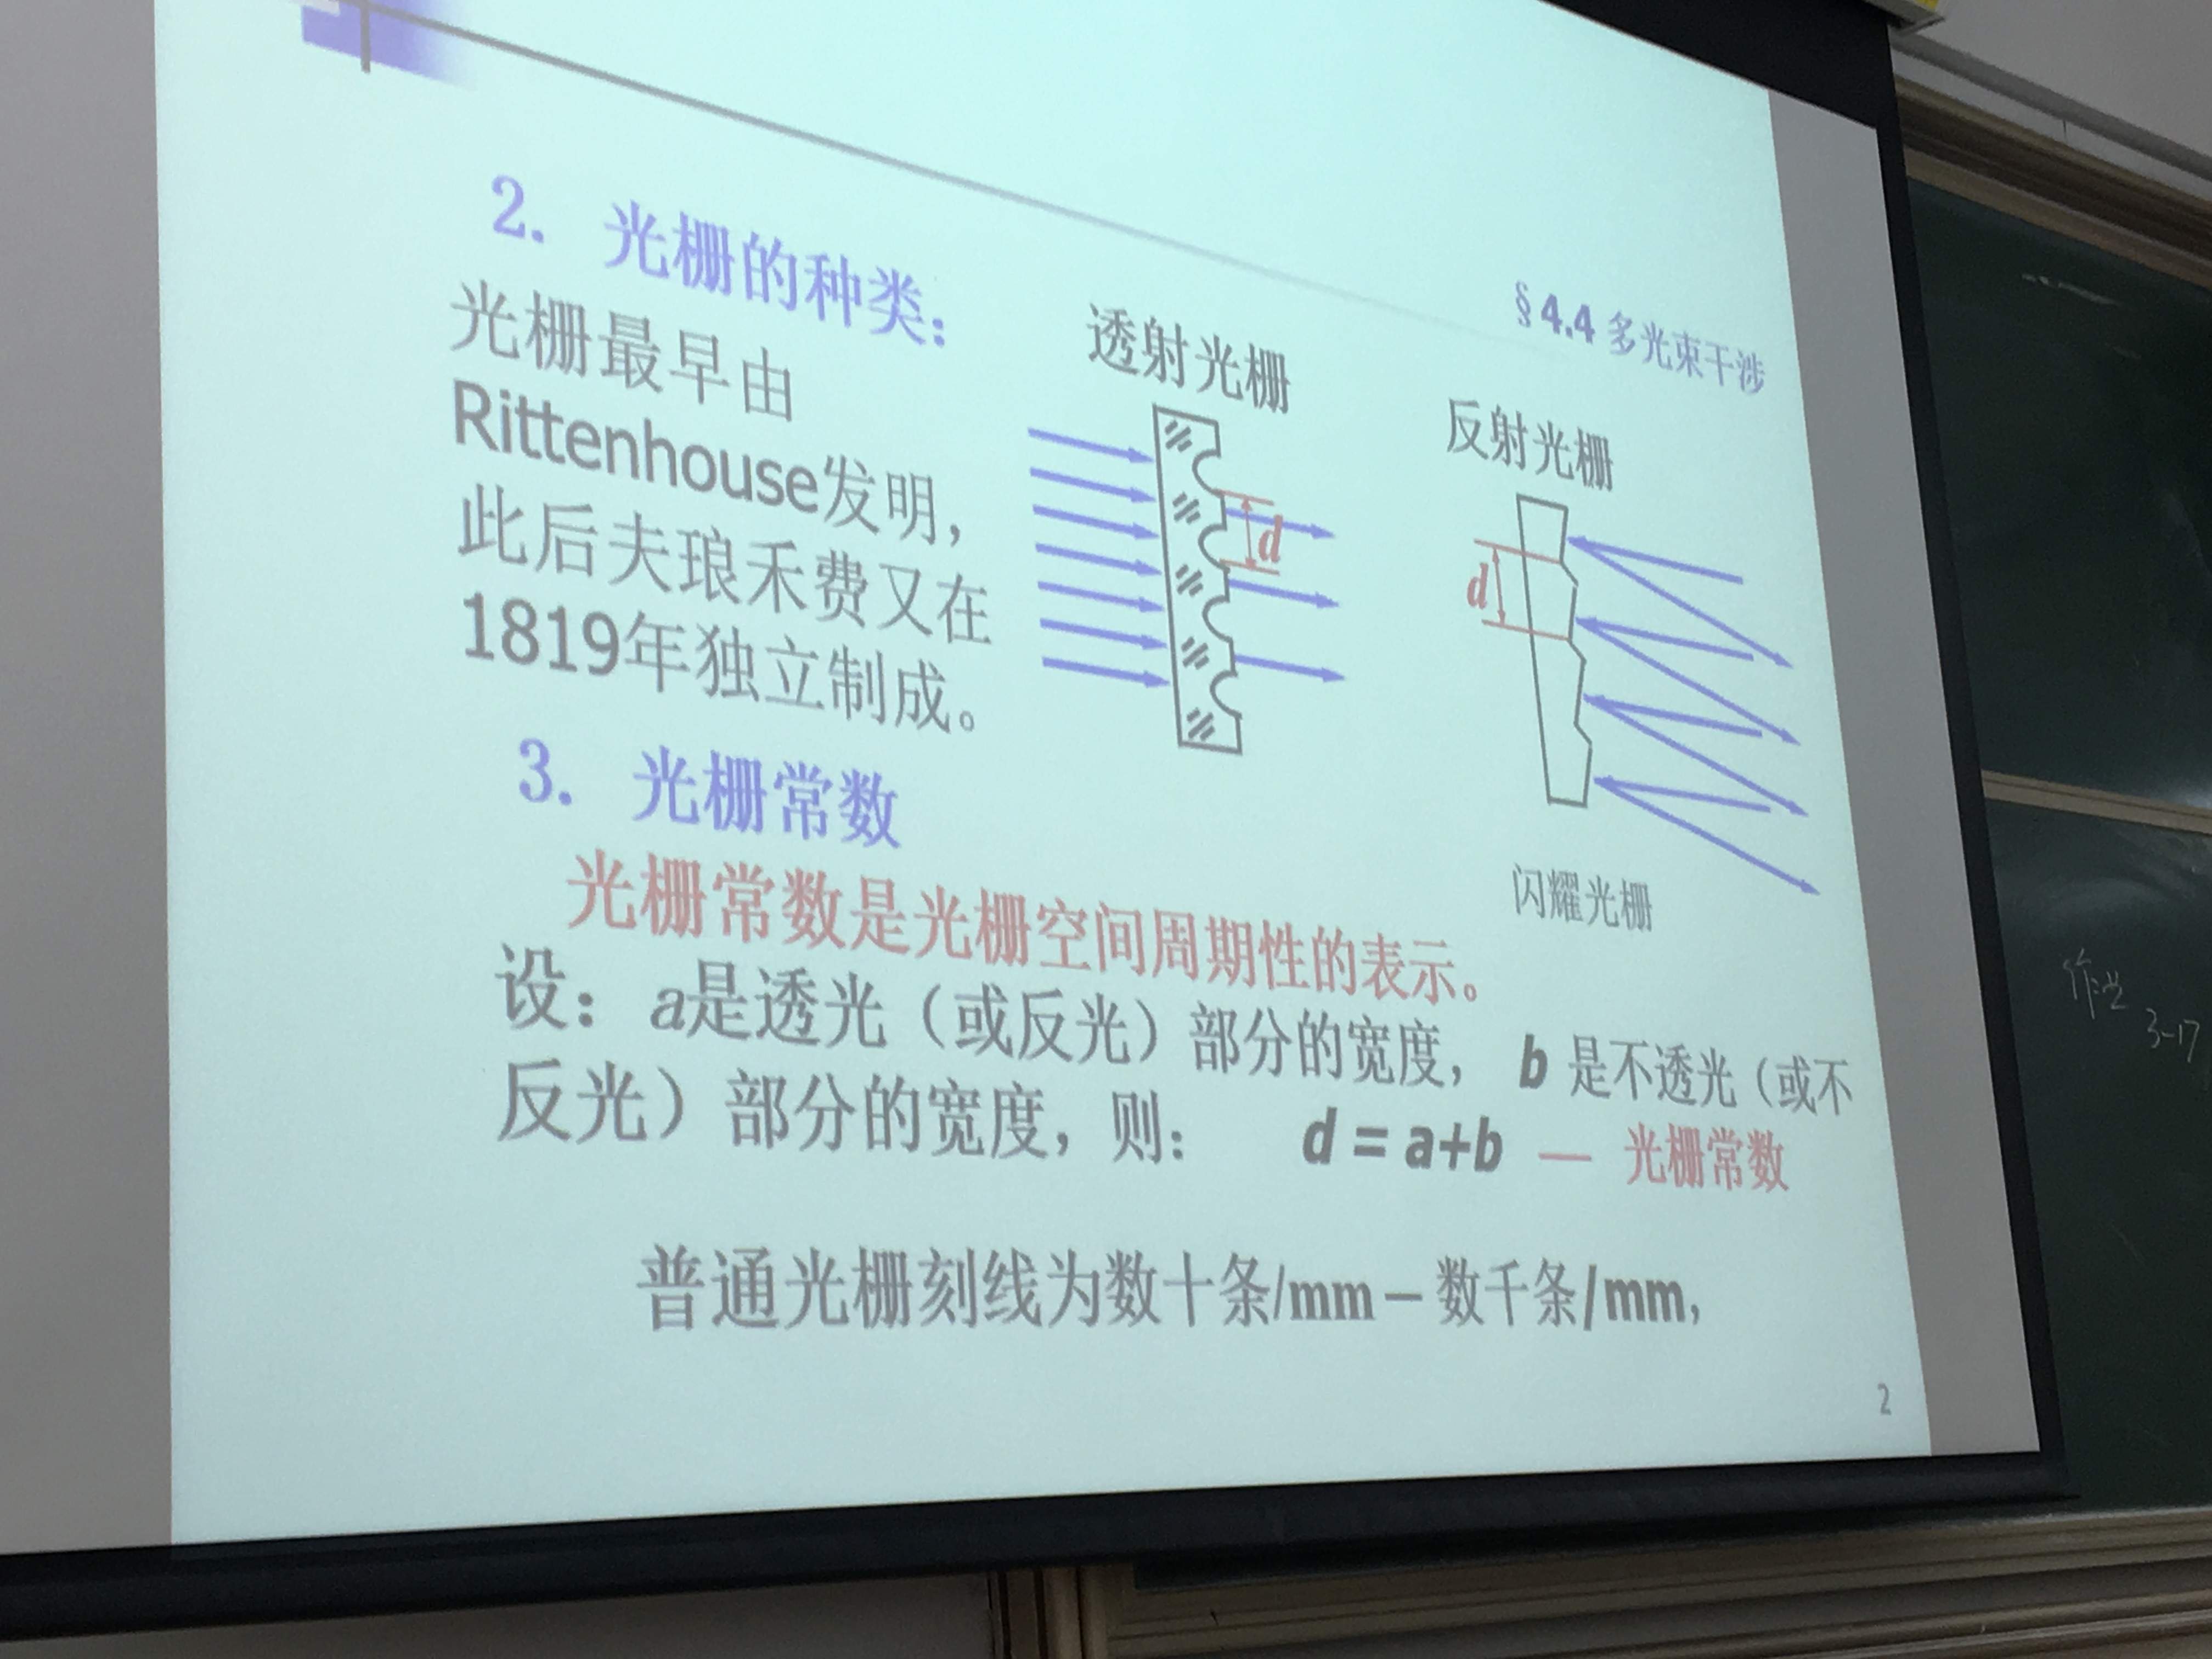 §4.4 多光束干涉
2. 光栅的种类：
光栅最早由
Rittenhouse发明，
此后夫琅禾费又在
1819年独立制成。
透射光栅
d
反射光栅
d
闪耀光栅
3. 光栅常数
光栅常数是光栅空间周期性的表示。
设：a是透光（或反光）部分的宽度， b 是不透光（或不
反光）部分的宽度，则： d = a+b — 光栅常数
普通光栅刻线为数十条/mm－数千条/mm，
2
作业
3-17